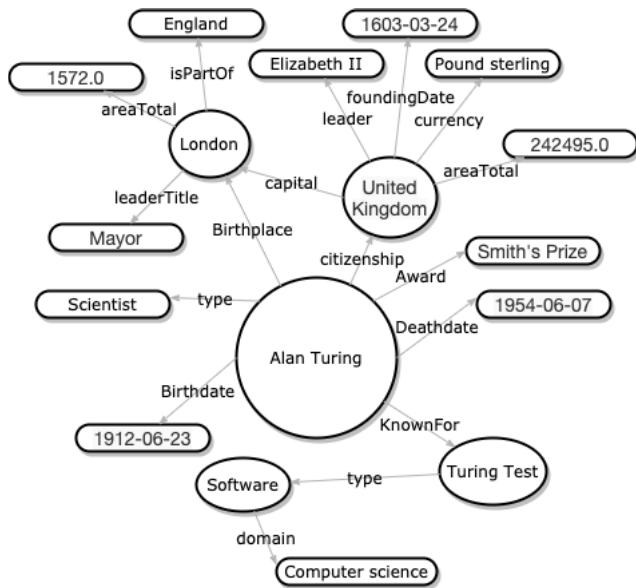 England
1603-03-24
1572.0
isPartOf
Elizabeth II
Pound sterling
areaTotal
foundingDate
leader
currency
London
242495.0
areaTotal
capital
United
Kingdom
leaderTitle
Mayor
Birthplace
citizenship
Smith's Prize
Award
Scientist
type
1954-06-07
Deathdate
Alan Turing
Birthdate
1912-06-23
KnownFor
Turing Test
type
Software
domain
Computer science